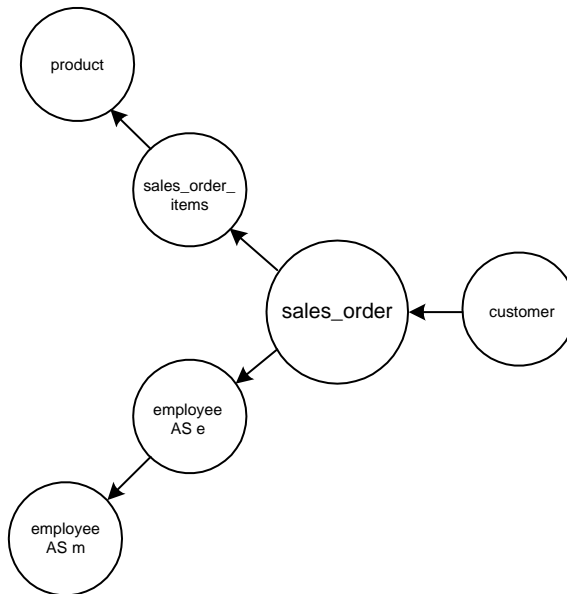 product
sales_order_
items
sales_order
customer
employee
AS e
employee
AS m